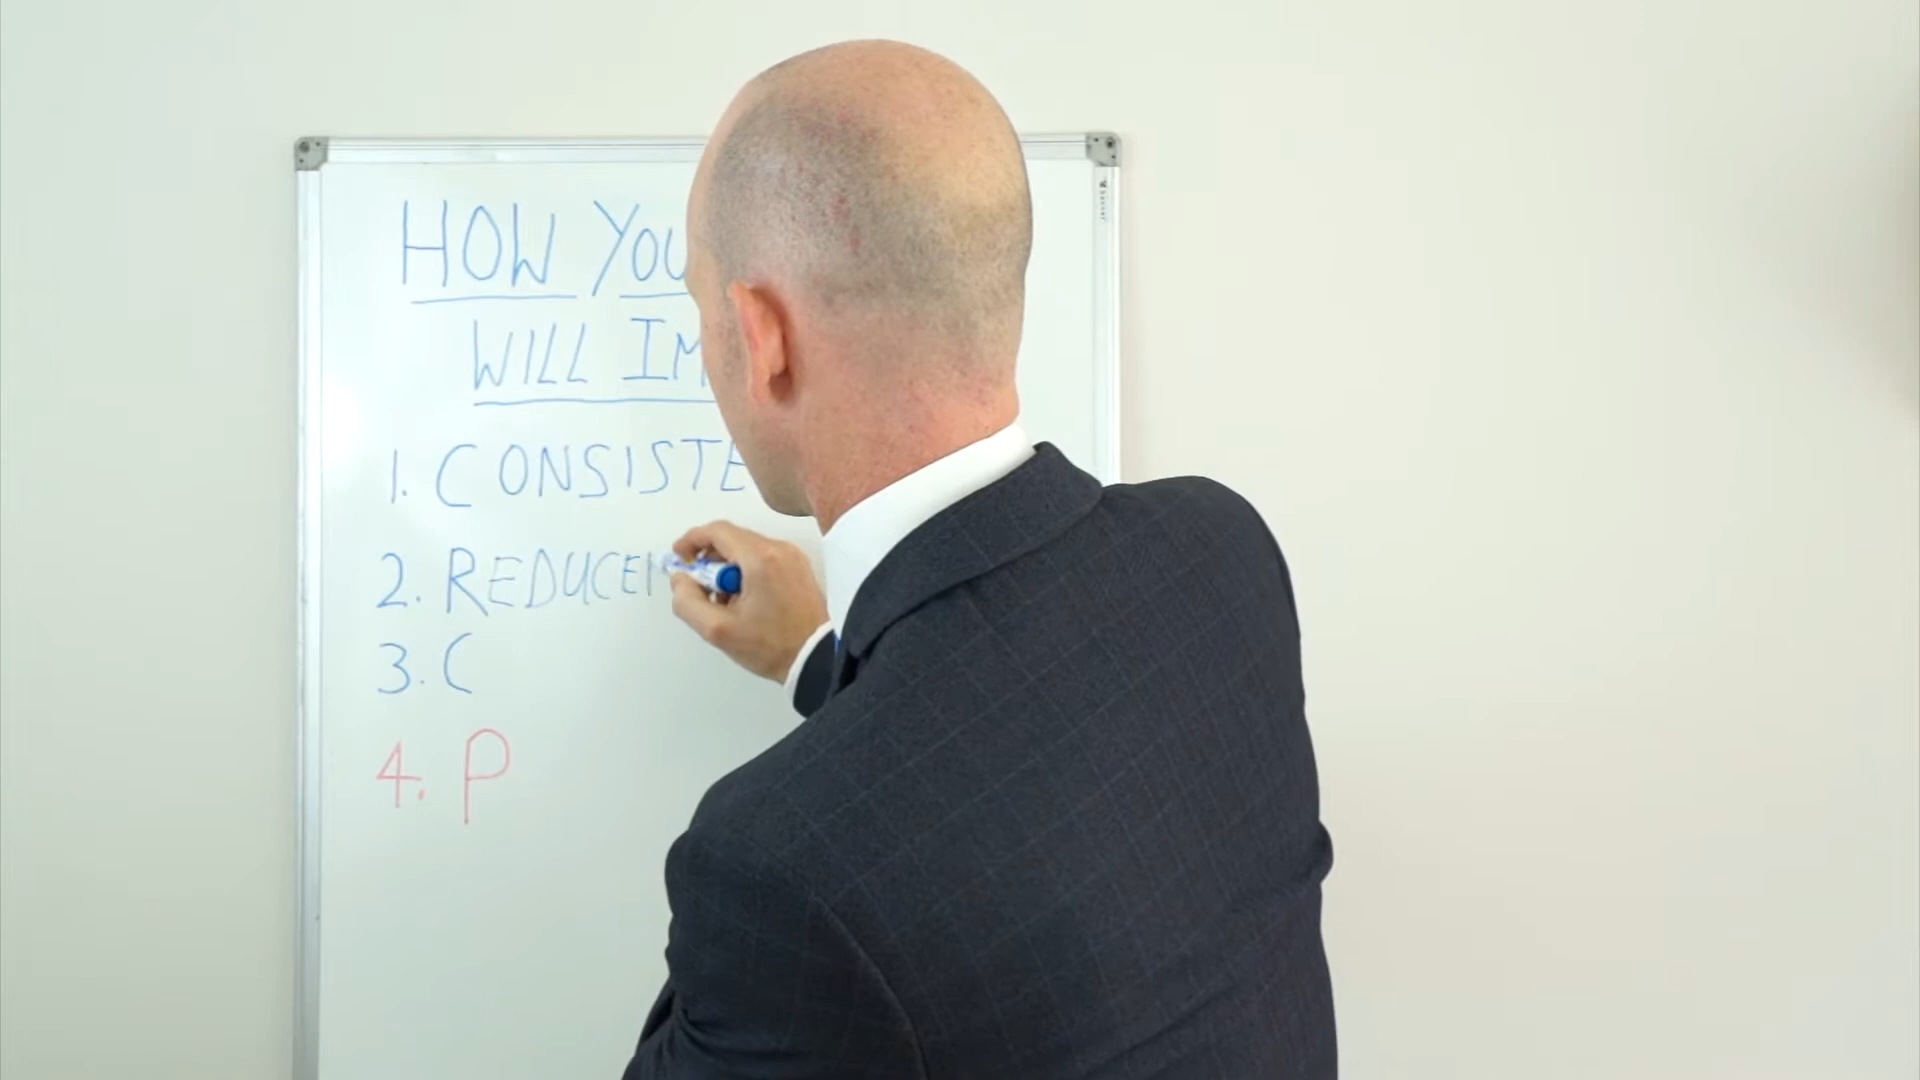 HOW YOU
WILL IM
1. CONSISTE
2. REDUCE
3. C
4. P